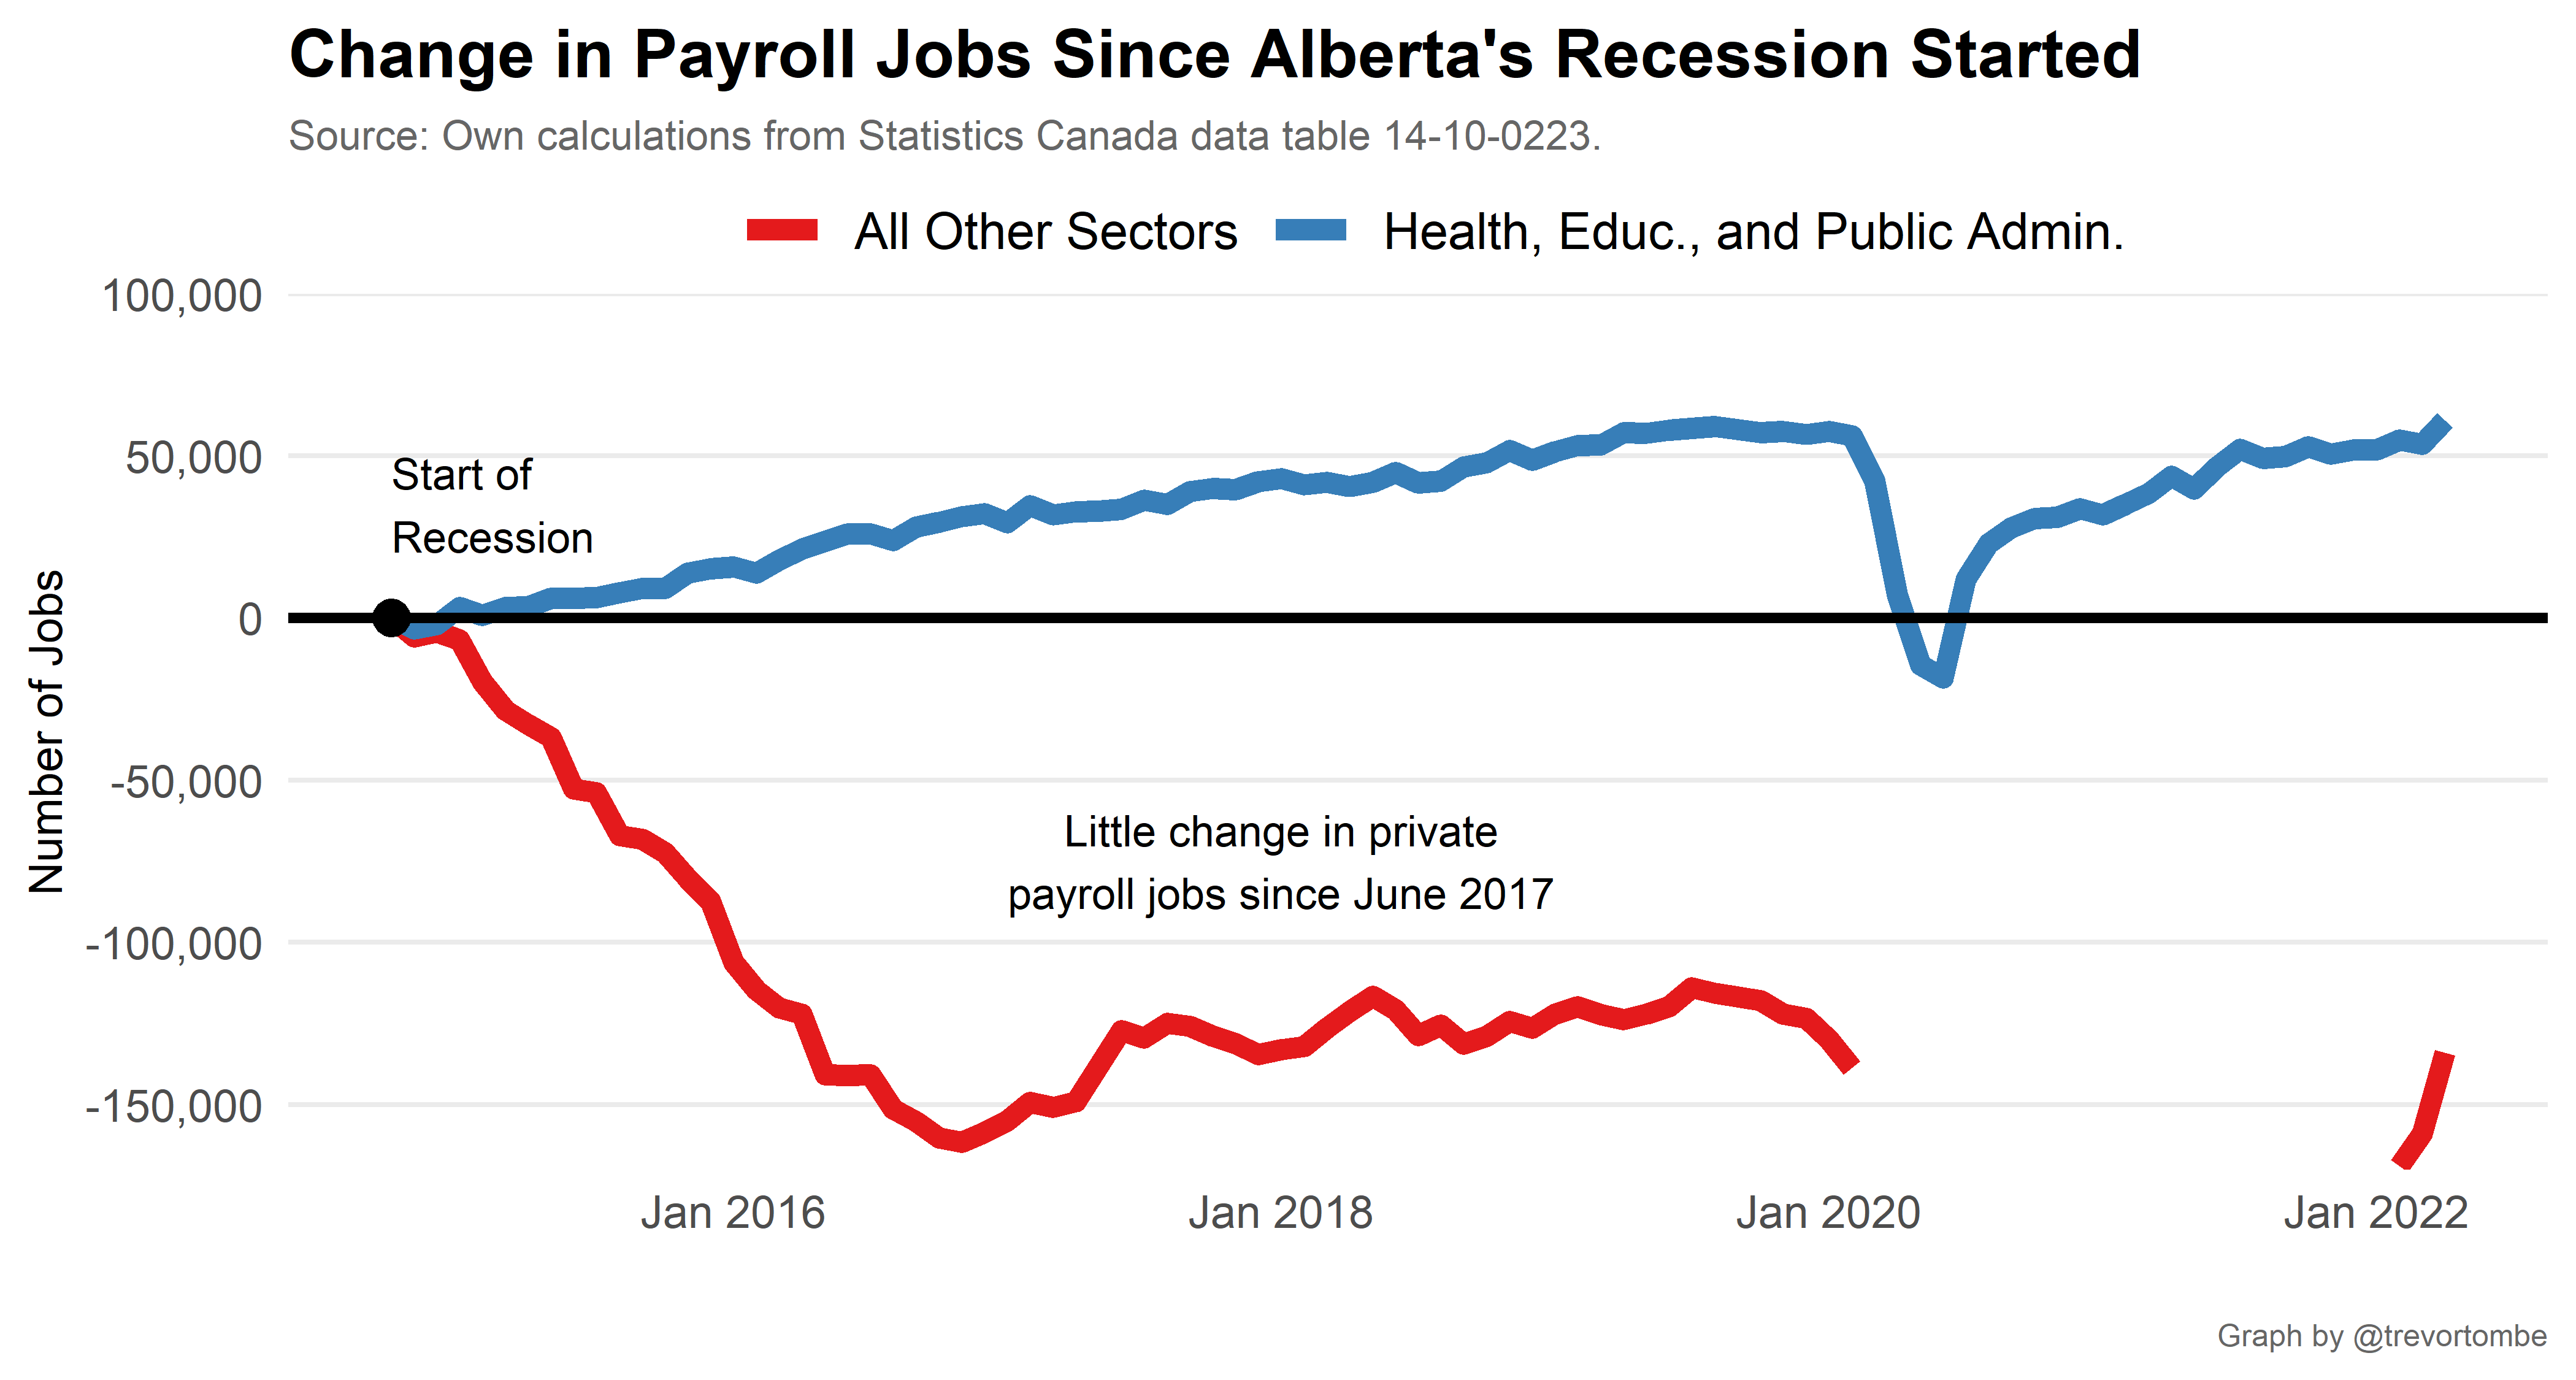 Change in Payroll Jobs Since Alberta's Recession Started
Source: Own calculations from Statistics Canada data table 14-10-0223.
All Other Sectors
Health, Educ., and Public Admin.
Number of Jobs
100,000
50,000
0
-50,000
-100,000
-150,000
Start of
Recession
Little change in private
payroll jobs since June 2017
Jan 2016
Jan 2018
Jan 2020
Jan 2022
Graph by @trevortombe